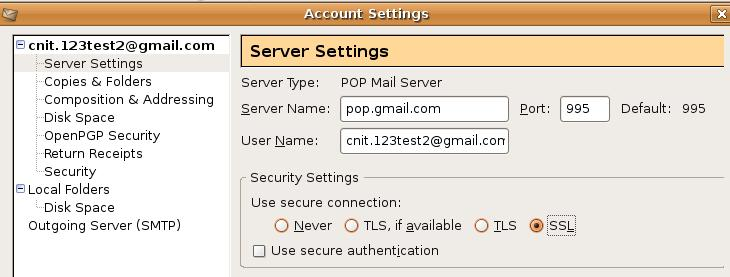 Account Settings
cnit.123test2@gmail.com
Server Settings
Copies & Folders
Composition & Addressing
Disk Space
OpenPGP Security
Return Receipts
Security
Local Folders
Disk Space
Outgoing Server (SMTP)
Server Settings
Server Type: POP Mail Server
Server Name: pop.gmail.com Port: 995 Default: 995
User Name: cnit.123test2@gmail.com
Security Settings
Use secure connection:
Never TLS, if available TLS SSL
Use secure authentication